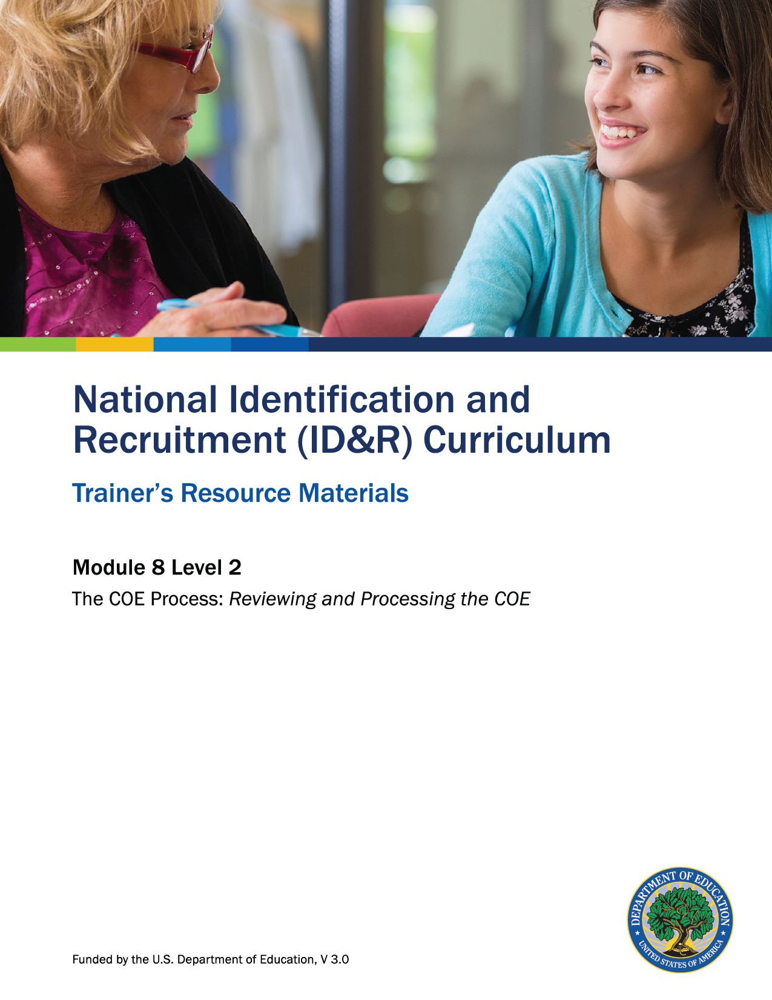 National Identification and
Recruitment (ID&R) Curriculum
Trainer’s Resource Materials
Module 8 Level 2
The COE Process: Reviewing and Processing the COE
DEPARTMENT OF EDUCATION
UNITED STATES OF AMERICA
Funded by the U.S. Department of Education, V 3.0